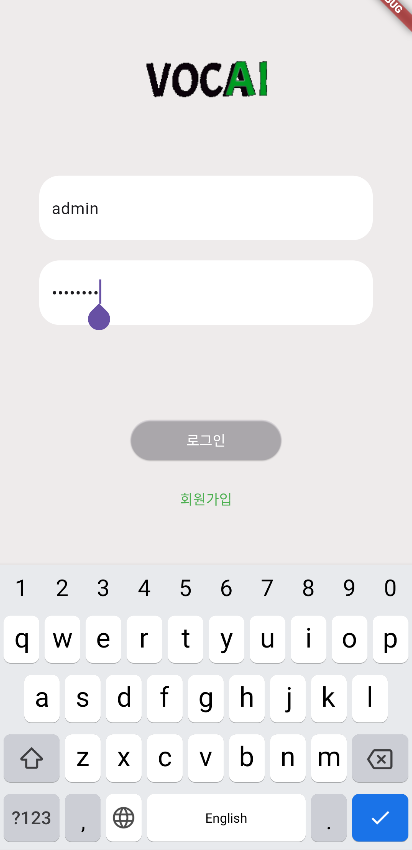 BUG
VOCAI
admin
••••••••
로그인
회원가입
1 2 3 4 5 6 7 8 9 0
q w e r t y u i o p
a s d f g h j k l
z x c v b n m
?123 , English .